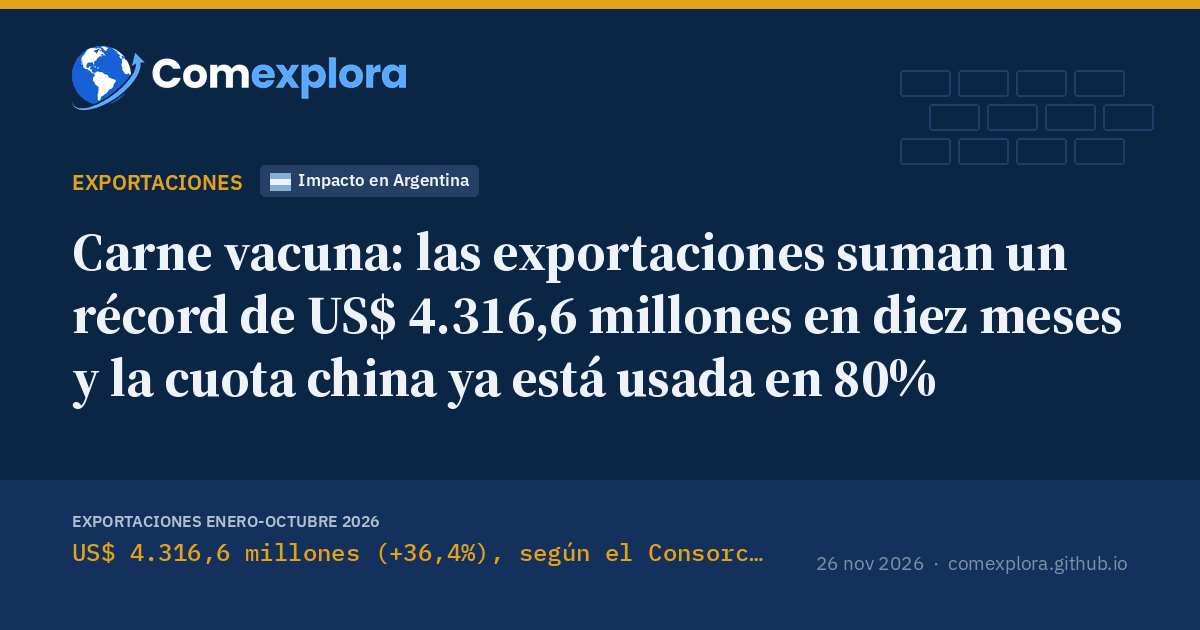 Comexplora
EXPORTACIONES
Impacto en Argentina
Carne vacuna: las exportaciones suman un
récord de US$ 4.316,6 millones en diez meses
y la cuota china ya está usada en 80%
EXPORTACIONES ENERO-OCTUBRE 2026
US$ 4.316,6 millones (+36,4%), según el Consorc…
26 nov 2026 · comexplora.github.io